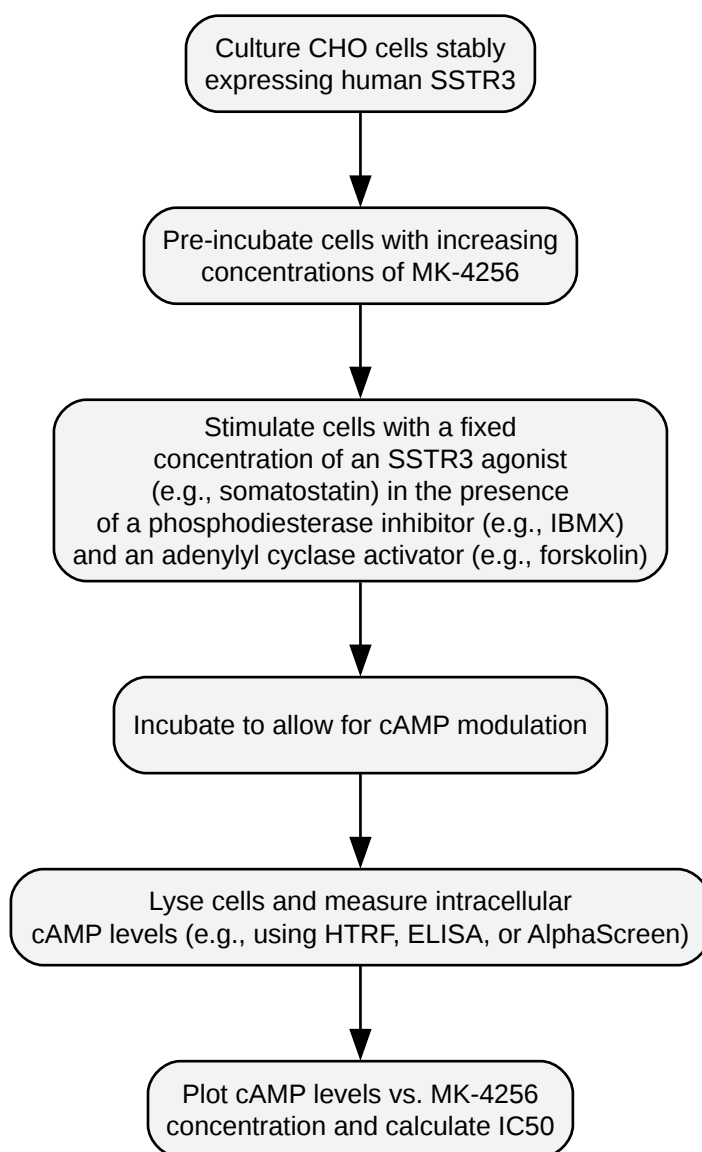 Culture CHO cells stably
expressing human SSTR3
Pre-incubate cells with increasing
concentrations of MK-4256
Stimulate cells with a fixed
concentration of an SSTR3 agonist
(e.g., somatostatin) in the presence
of a phosphodiesterase inhibitor (e.g., IBMX)
and an adenylyl cyclase activator (e.g., forskolin)
Incubate to allow for cAMP modulation
Lyse cells and measure intracellular
cAMP levels (e.g., using HTRF, ELISA, or AlphaScreen)
Plot cAMP levels vs. MK-4256
concentration and calculate IC50